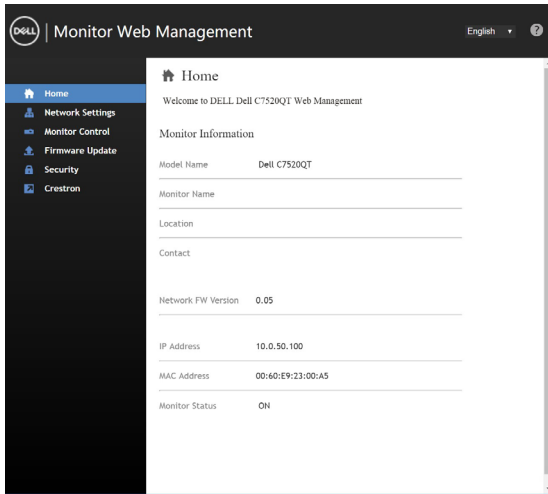 DELL
Monitor Web Management
English
?
Home
Network Settings
Monitor Control
Firmware Update
Security
Crestron
Home
Welcome to DELL Dell C7520QT Web Management
Monitor Information
Model Name Dell C7520QT
Monitor Name
Location
Contact
Network FW Version 0.05
IP Address 10.0.50.100
MAC Address 00:60:E9:23:00:A5
Monitor Status ON